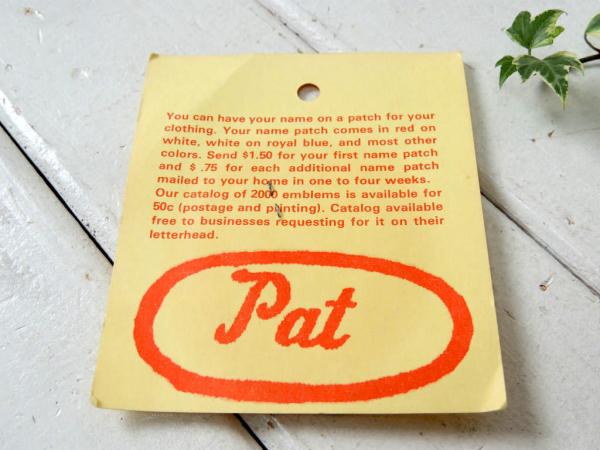 You can have your name on a patch for your
clothing. Your name patch comes in red on
white, white on royal blue, and most other
colors. Send $1.50 for your first name patch
and $ .75 for each additional name patch
mailed to your home in one to four weeks.
Our catalog of 2000 emblems is available for
50c (postage and printing). Catalog available
free to businesses requesting for it on their
letterhead.
Pat